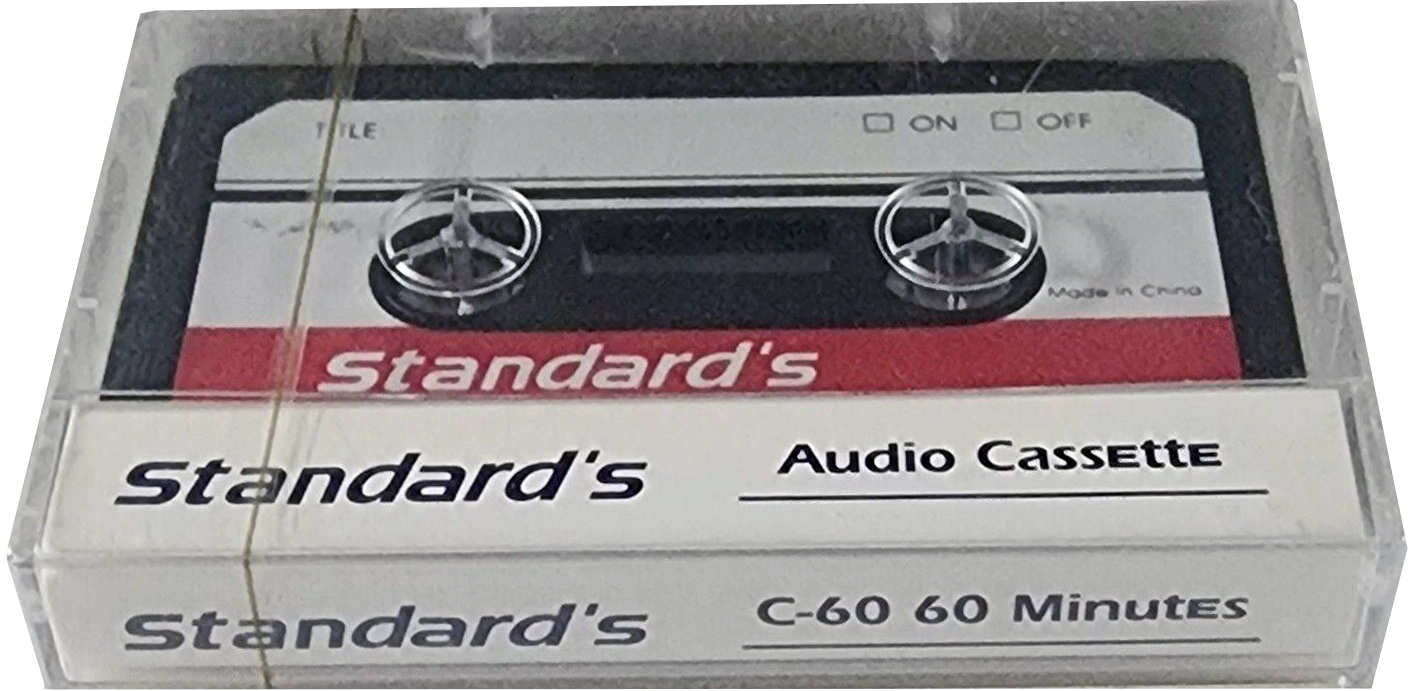 TITLE ☐ ON ☐ OFF
Made in China
Standard's
Standard's Audio CassEttE
Standard's C-60 60 MinutEs